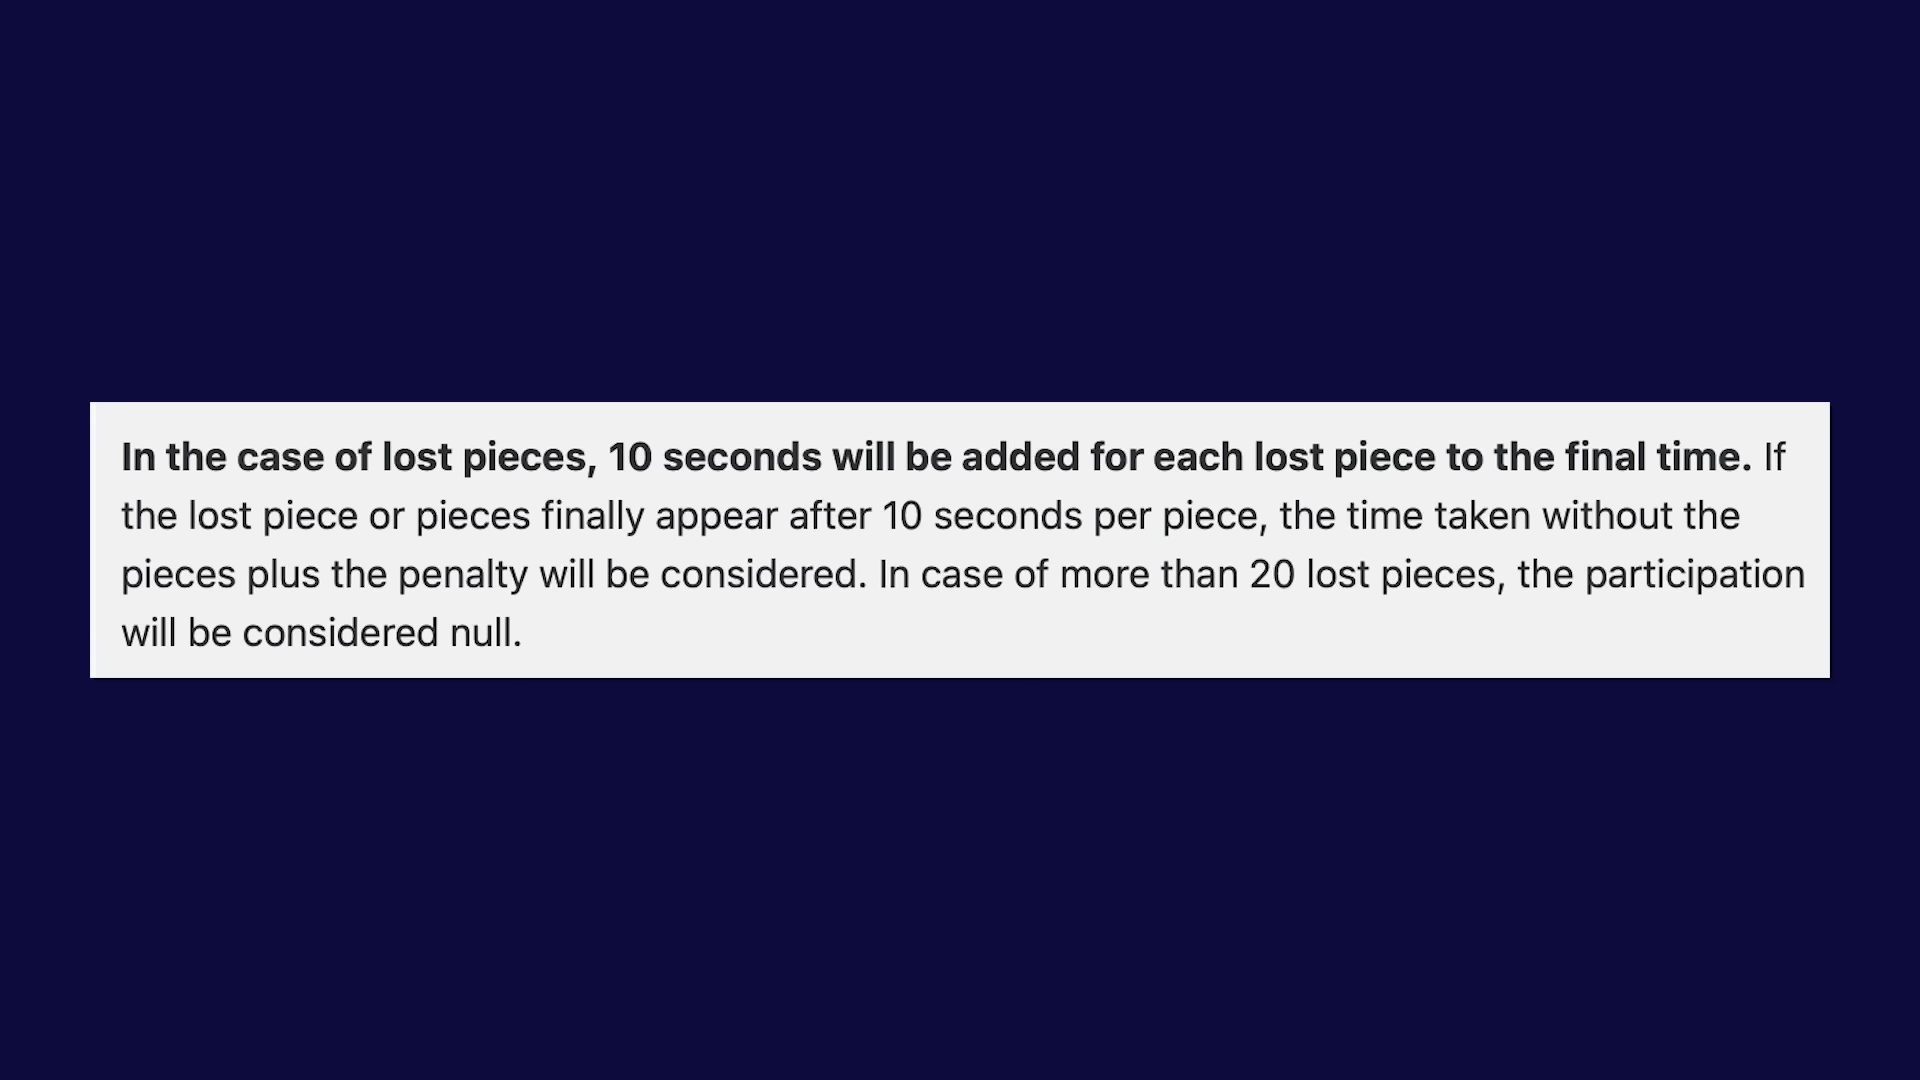 In the case of lost pieces, 10 seconds will be added for each lost piece to the final time. If
the lost piece or pieces finally appear after 10 seconds per piece, the time taken without the
pieces plus the penalty will be considered. In case of more than 20 lost pieces, the participation
will be considered null.